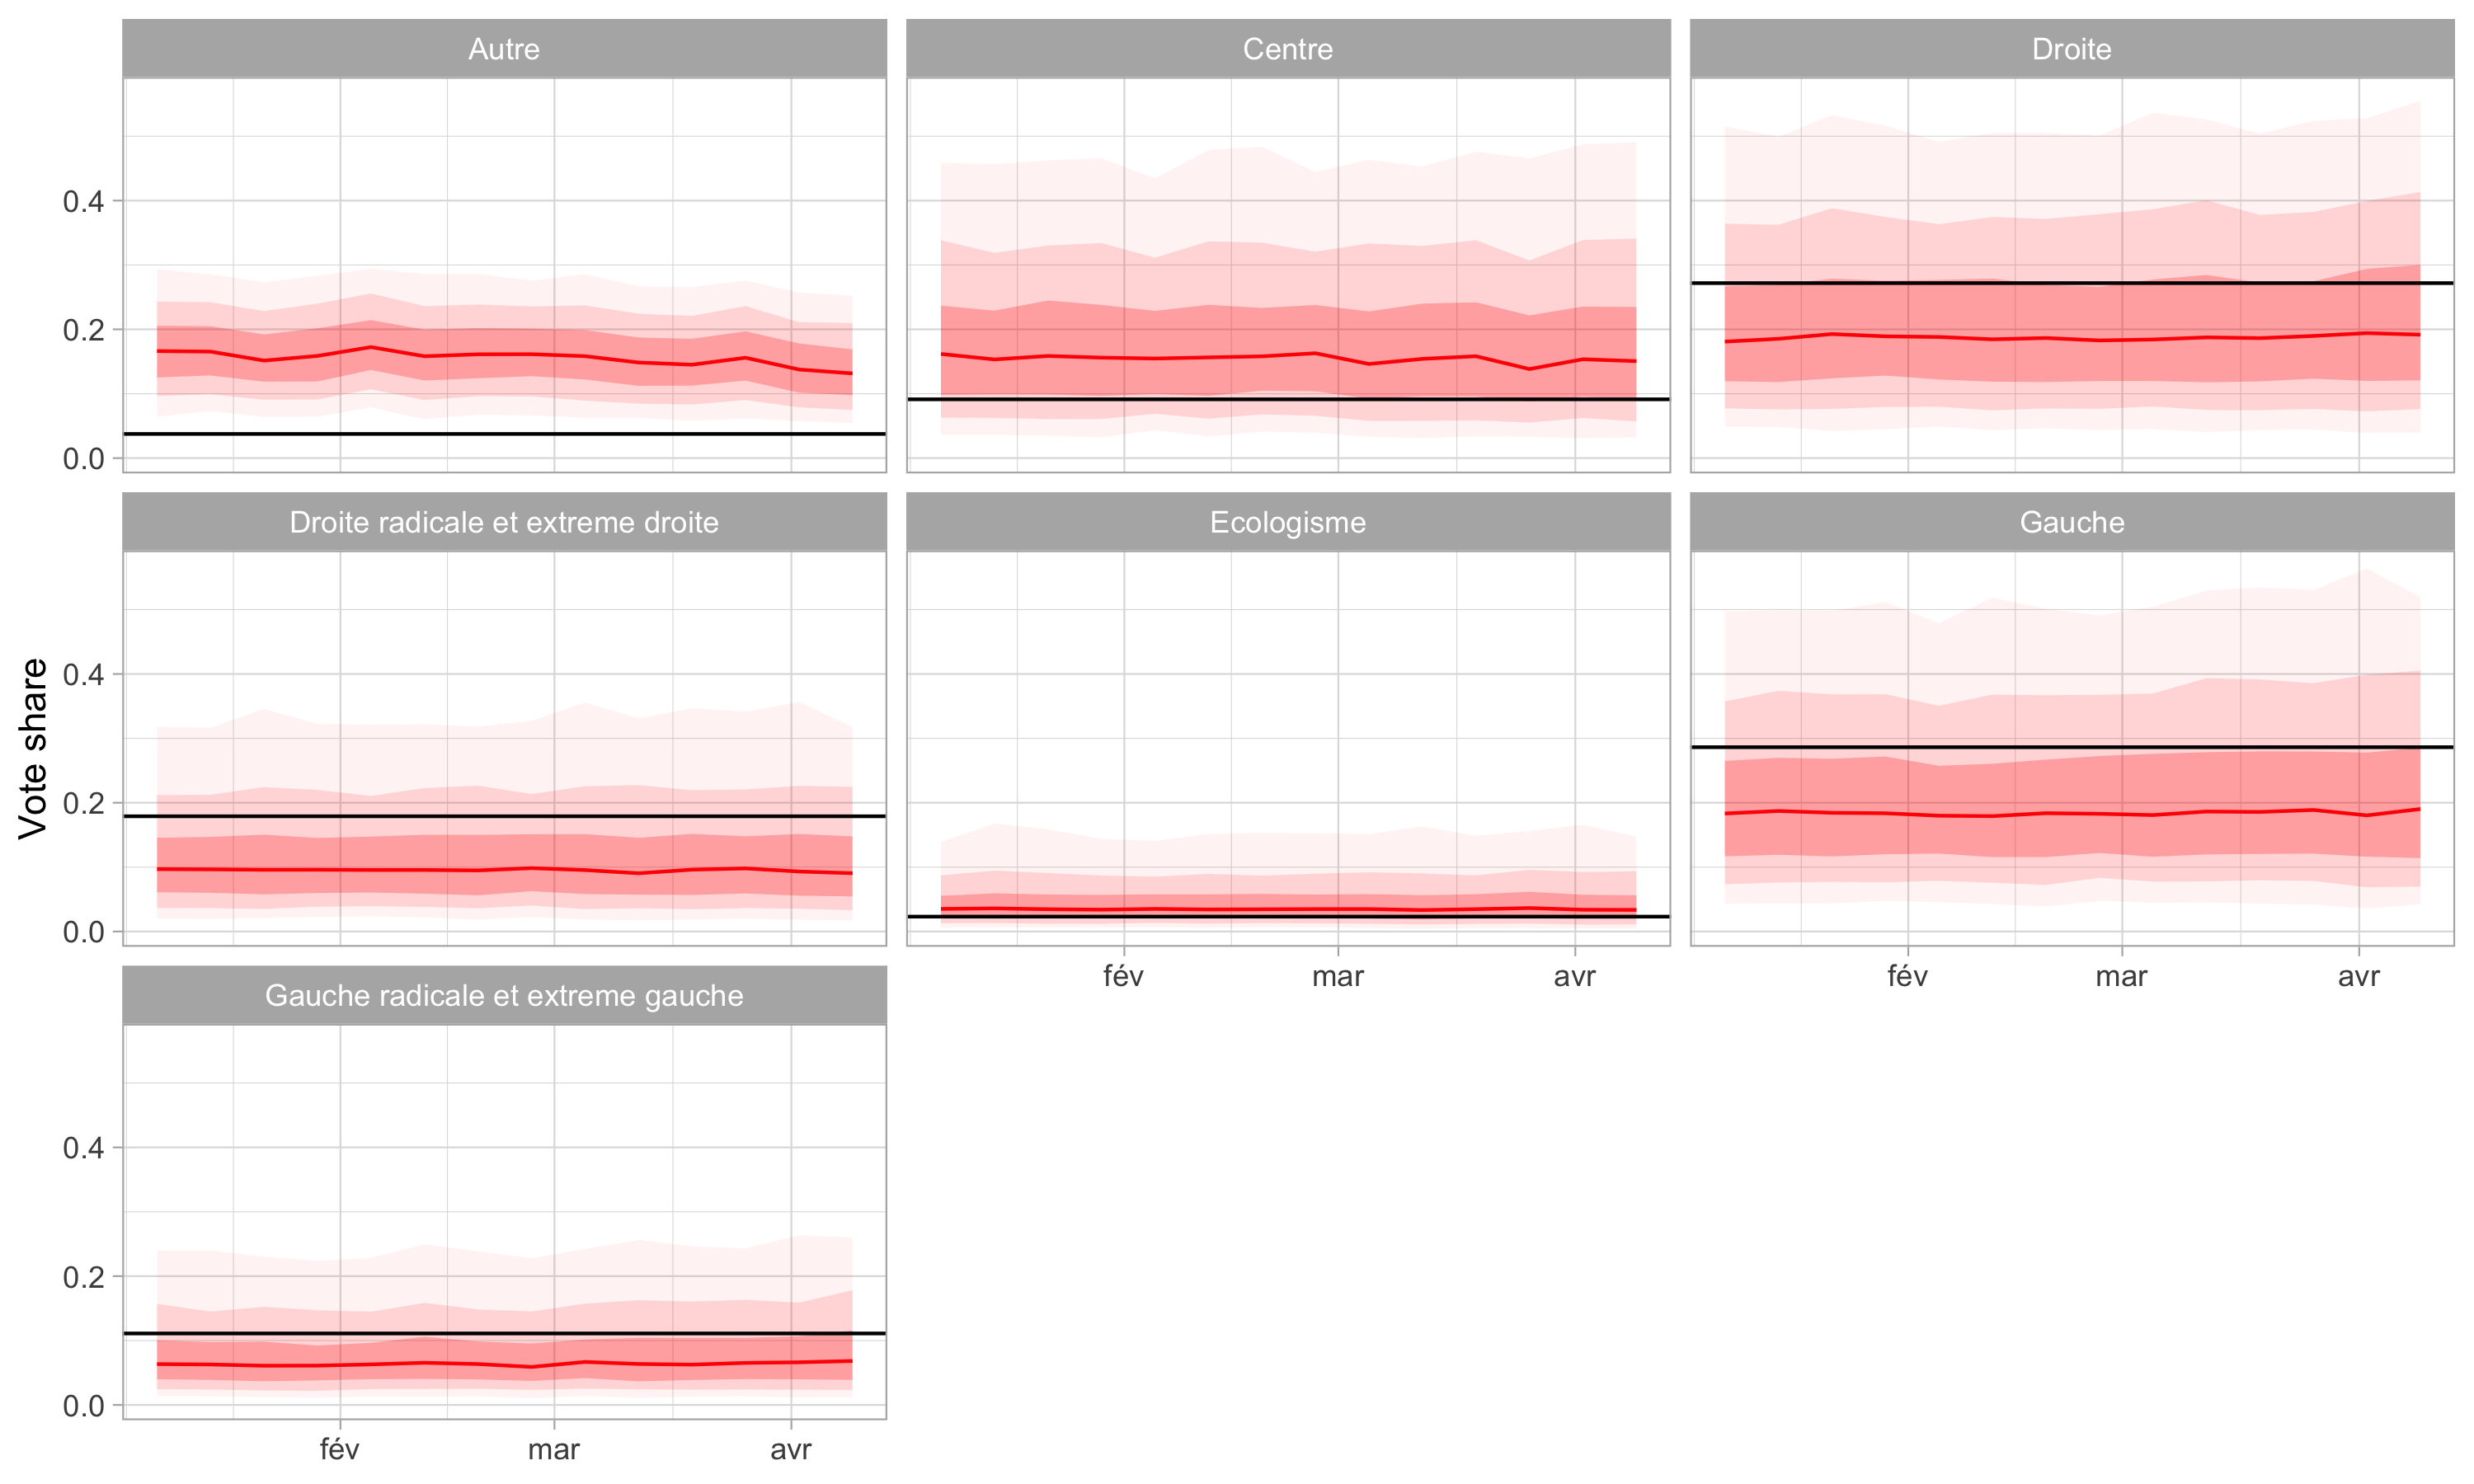 Autre
Centre
Droite
0.4
0.2
0.0
Droite radicale et extreme droite
Ecologisme
Gauche
Vote share
0.4
0.2
0.0
fév mar avr
fév mar avr
Gauche radicale et extreme gauche
0.4
0.2
0.0
fév mar avr